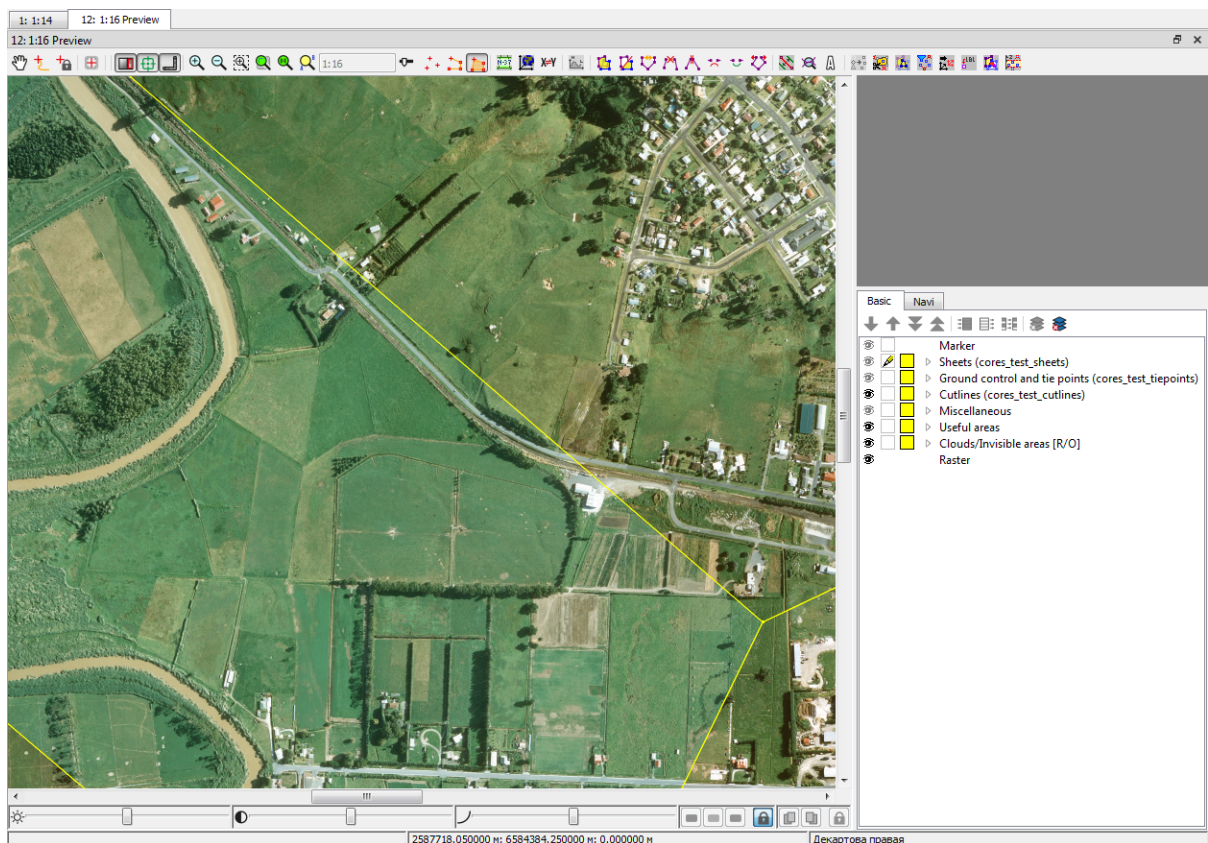 1: 1:14
12: 1:16 Preview
12: 1:16 Preview
1:16
X=Y
Basic
Navi
Marker
Sheets (cores_test_sheets)
Ground control and tie points (cores_test_tiepoints)
Cutlines (cores_test_cutlines)
Miscellaneous
Useful areas
Clouds/Invisible areas [R/O]
Raster
2587718.050000 м; 6584384.250000 м; 0.000000 м
Декартова правая